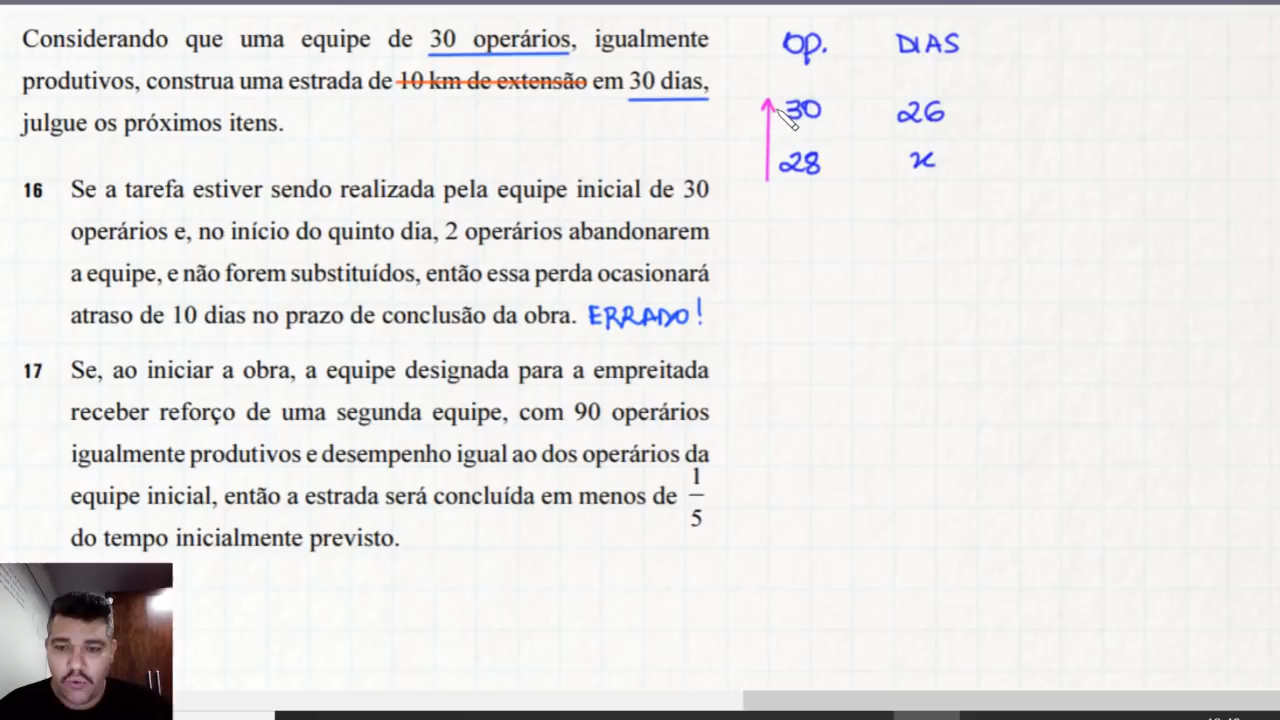 Considerando que uma equipe de 30 operários, igualmente
produtivos, construa uma estrada de 10 km de extensão em 30 dias,
julgue os próximos itens.
16 Se a tarefa estiver sendo realizada pela equipe inicial de 30
operários e, no início do quinto dia, 2 operários abandonarem
a equipe, e não forem substituídos, então essa perda ocasionará
atraso de 10 dias no prazo de conclusão da obra. ERRADO!
17 Se, ao iniciar a obra, a equipe designada para a empreitada
receber reforço de uma segunda equipe, com 90 operários
igualmente produtivos e desempenho igual ao dos operários da
equipe inicial, então a estrada será concluída em menos de 1/5
do tempo inicialmente previsto.
OP. DIAS
30 26
28 x